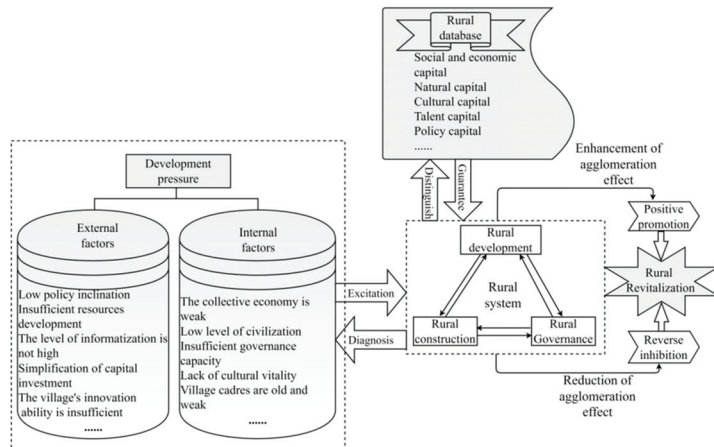 Rural
database
Social and economic
capital
Natural capital
Cultural capital
Talent capital
Policy capital
......
Development
pressure
External
factors
Low policy inclination
Insufficient resources
development
The level of informatization is
not high
Simplification of capital
investment
The village's innovation
ability is insufficient
......
Internal
factors
The collective economy is
weak
Low level of civilization
Insufficient governance
capacity
Lack of cultural vitality
Village cadres are old and
weak
......
Excitation
Diagnosis
Distinguish
Guarantee
Rural
development
Rural
system
Rural
construction
Rural
Governance
Enhancement of
agglomeration
effect
Positive
promotion
Rural
Revitalization
Reverse
inhibition
Reduction of
agglomeration
effect